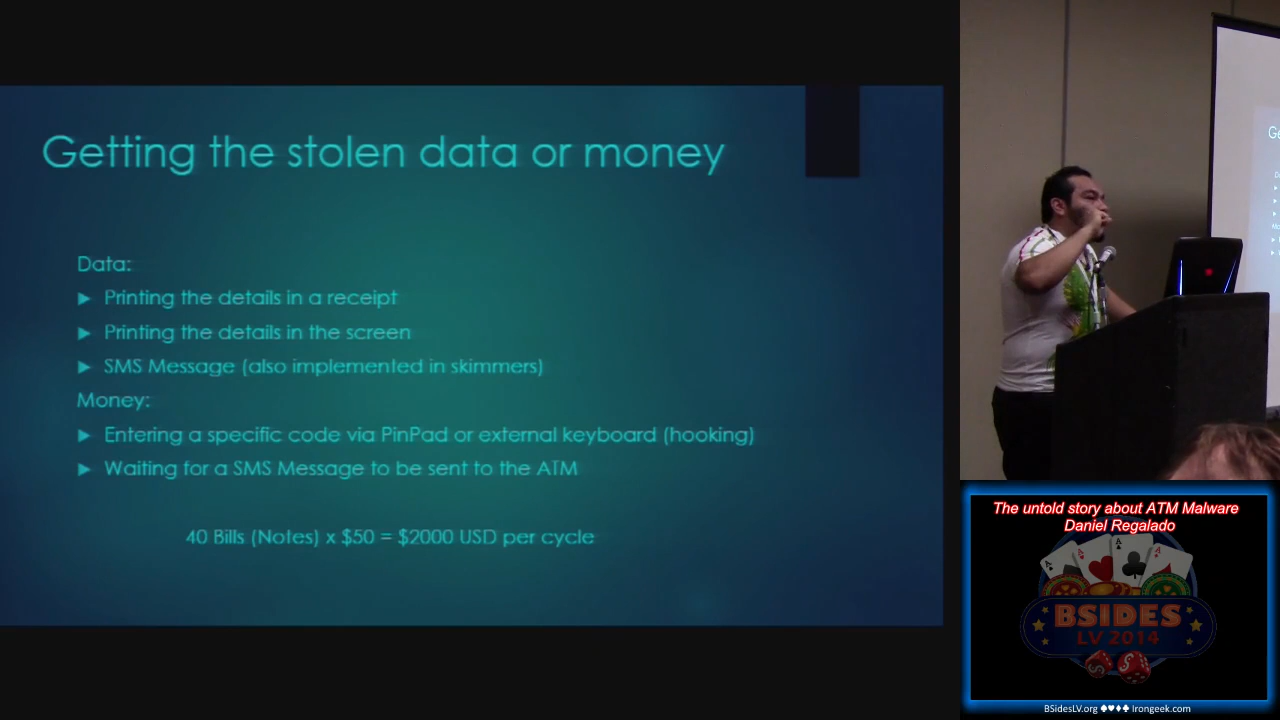 Getting the stolen data or money
Data:
Printing the details in a receipt
Printing the details in the screen
SMS Message (also implemented in skimmers)
Money:
Entering a specific code via PinPad or external keyboard (hooking)
Waiting for a SMS Message to be sent to the ATM
40 Bills (Notes) x $50 = $2000 USD per cycle
The untold story about ATM Malware
Daniel Regalado
BSIDES
LV 2014
BSidesLV.org ♠♥♦♣ Irongeek.com